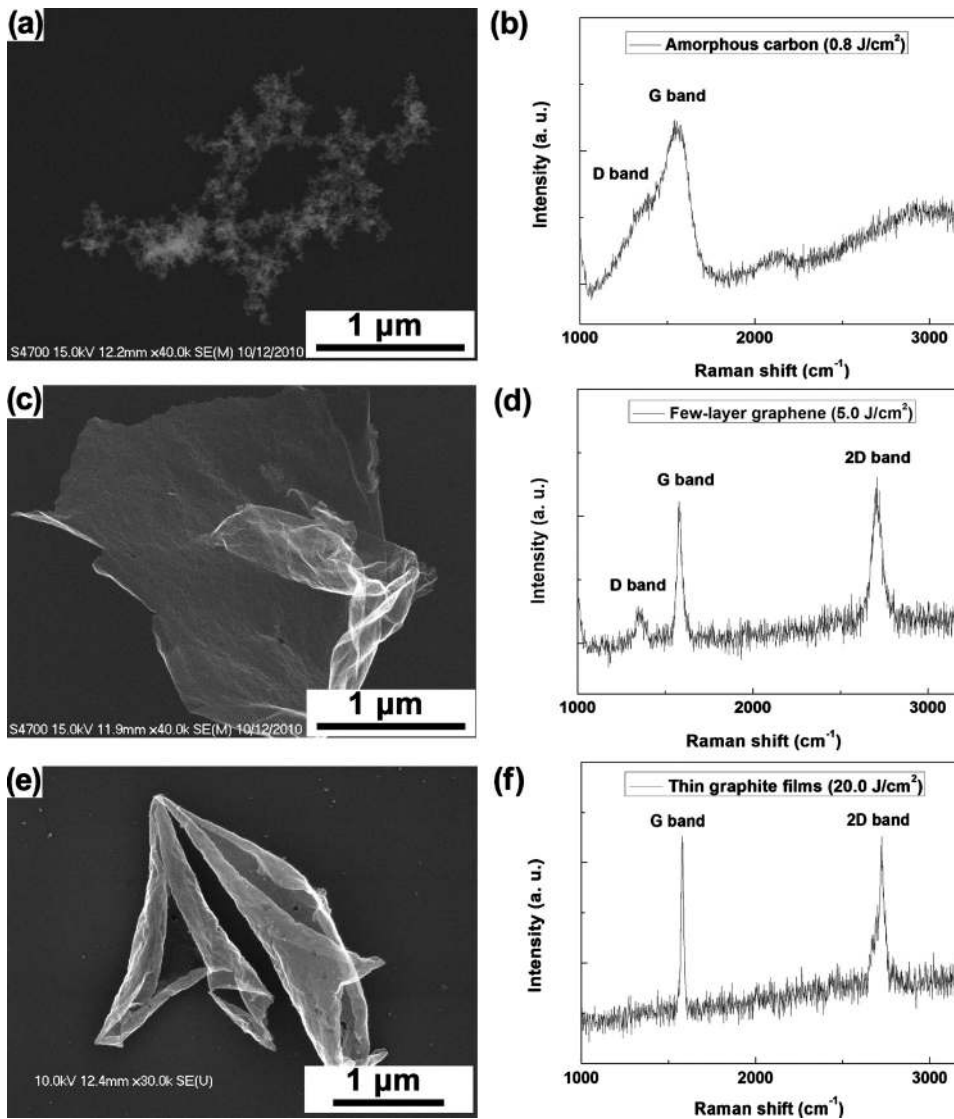 (a)
1 µm
S4700 15.0kV 12.2mm x40.0k SE(M) 10/12/2010
(b)
Amorphous carbon (0.8 J/cm²)
G band
D band
Intensity (a. u.)
1000 2000 3000
Raman shift (cm⁻¹)
(c)
1 µm
S4700 15.0kV 11.9mm x40.0k SE(M) 10/12/2010
(d)
Few-layer graphene (5.0 J/cm²)
2D band
G band
D band
Intensity (a. u.)
1000 2000 3000
Raman shift (cm⁻¹)
(e)
10.0kV 12.4mm x30.0k SE(U)
1 µm
(f)
Thin graphite films (20.0 J/cm²)
G band 2D band
Intensity (a. u.)
1000 2000 3000
Raman shift (cm⁻¹)